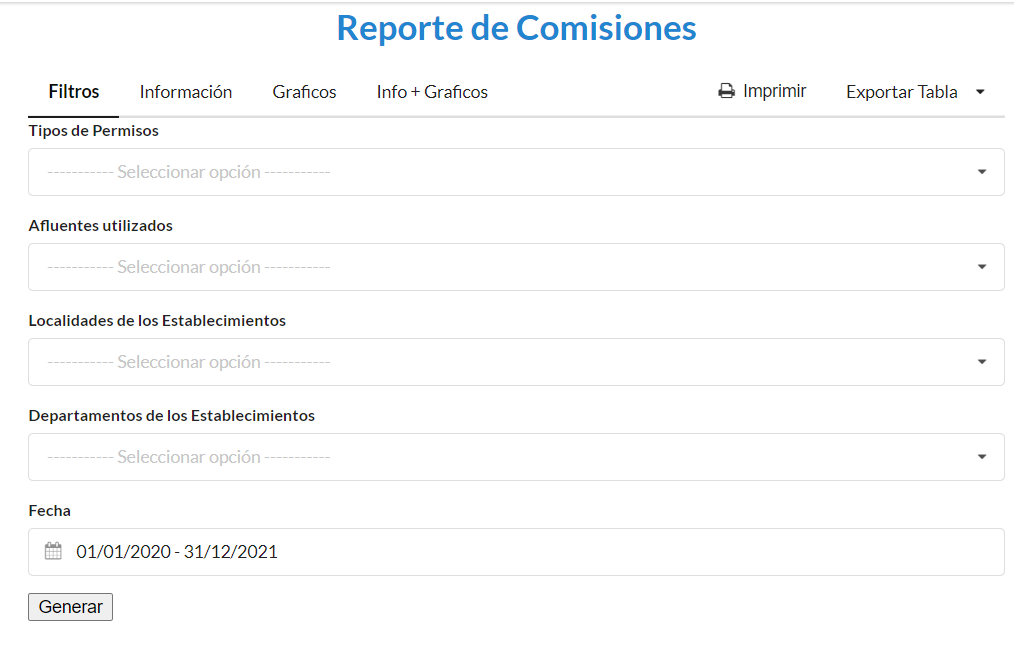 Reporte de Comisiones
Filtros Información Graficos Info + Graficos Imprimir Exportar Tabla
Tipos de Permisos
----------- Seleccionar opción -----------
Afluentes utilizados
----------- Seleccionar opción -----------
Localidades de los Establecimientos
----------- Seleccionar opción -----------
Departamentos de los Establecimientos
----------- Seleccionar opción -----------
Fecha
01/01/2020 - 31/12/2021
Generar